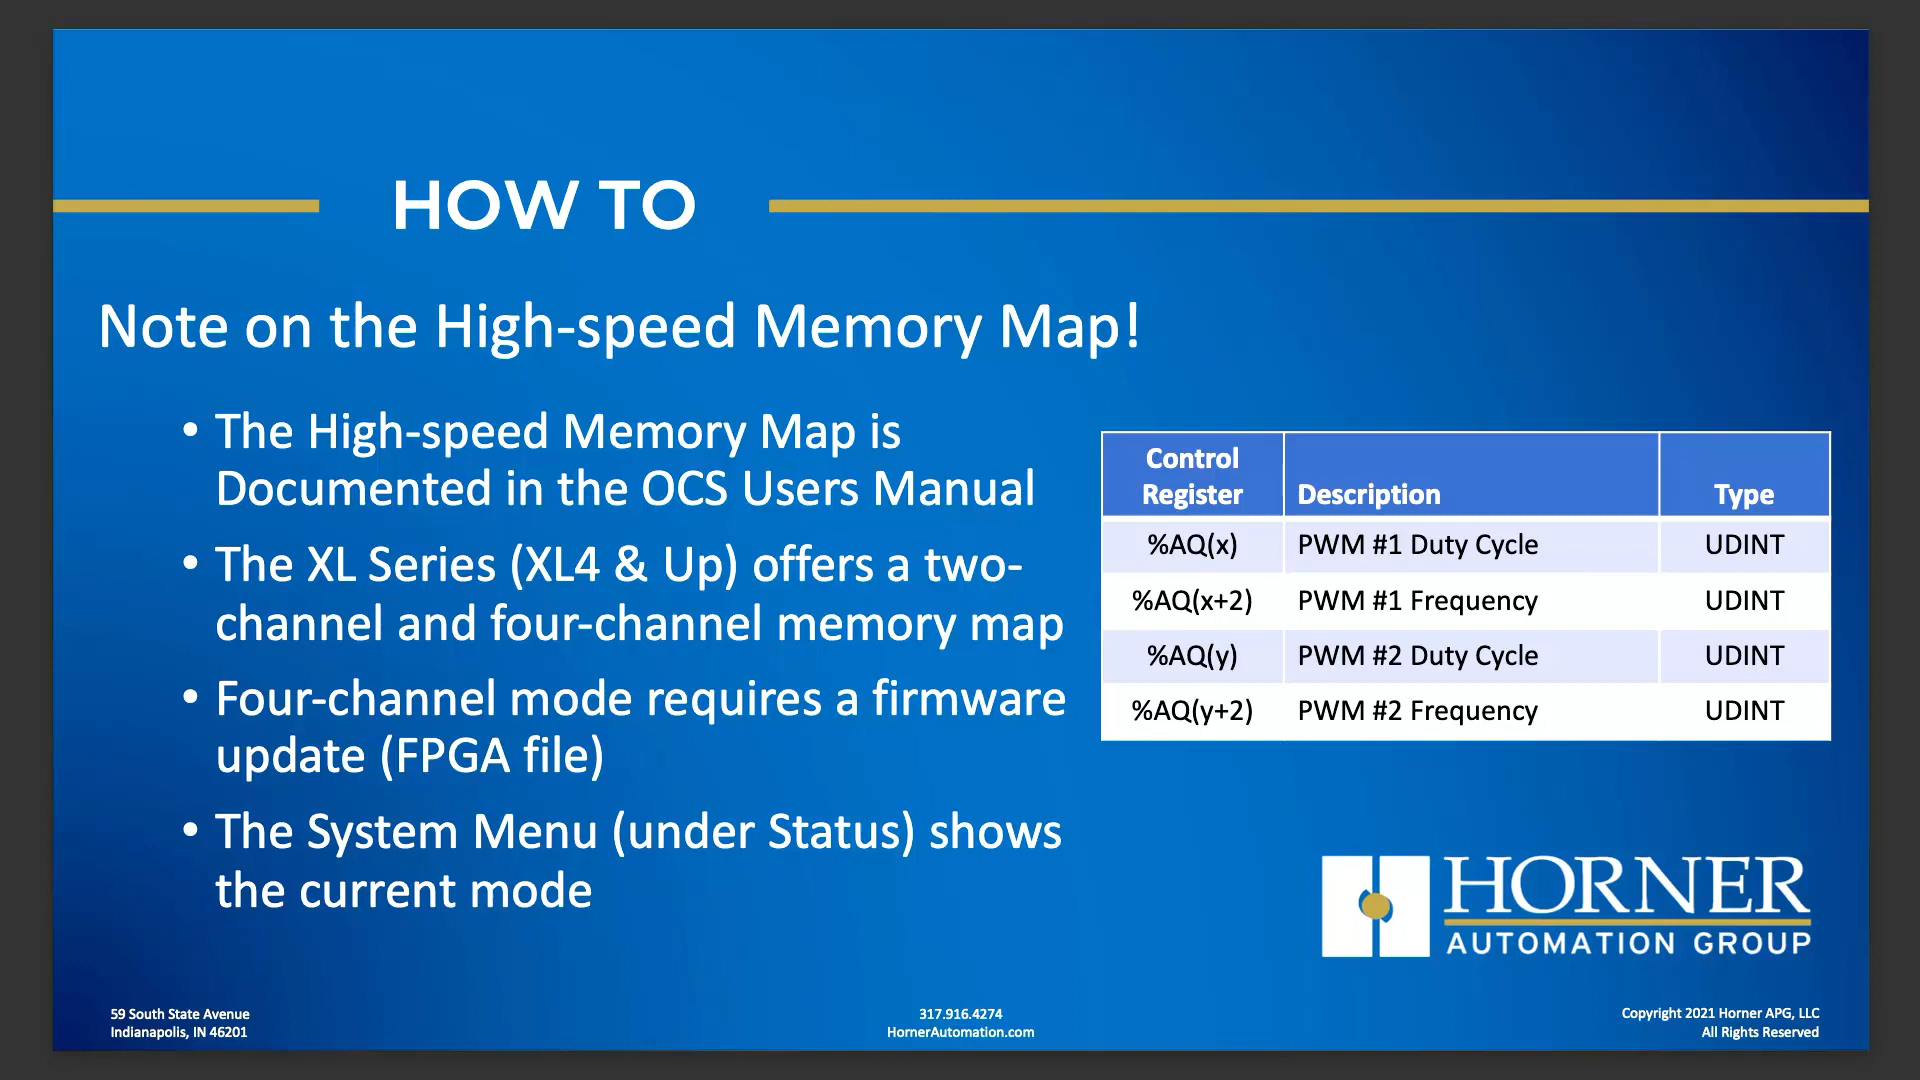 HOW TO
Note on the High-speed Memory Map!
• The High-speed Memory Map is
Documented in the OCS Users Manual
• The XL Series (XL4 & Up) offers a two-
channel and four-channel memory map
• Four-channel mode requires a firmware
update (FPGA file)
• The System Menu (under Status) shows
the current mode
Control
Register Description Type
%AQ(x) PWM #1 Duty Cycle UDINT
%AQ(x+2) PWM #1 Frequency UDINT
%AQ(y) PWM #2 Duty Cycle UDINT
%AQ(y+2) PWM #2 Frequency UDINT
HORNER
AUTOMATION GROUP
59 South State Avenue
Indianapolis, IN 46201
317.916.4274
HornerAutomation.com
Copyright 2021 Horner APG, LLC
All Rights Reserved